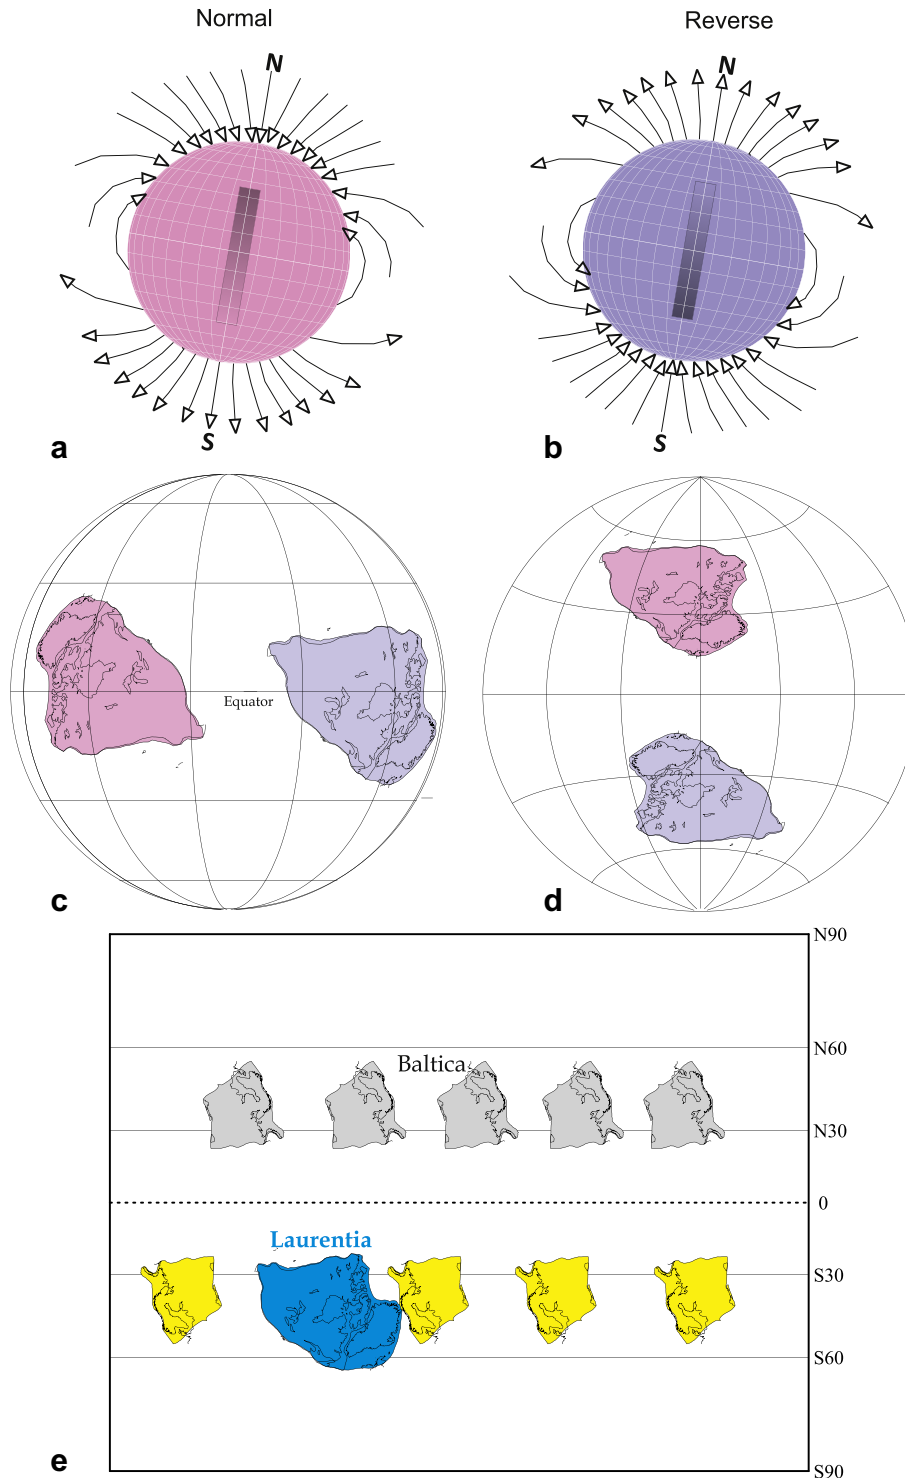 Normal
Reverse
N
N
S
S
a
b
Equator
c
d
N90
N60
Baltica
N30
0
Laurentia
S30
S60
e
S90